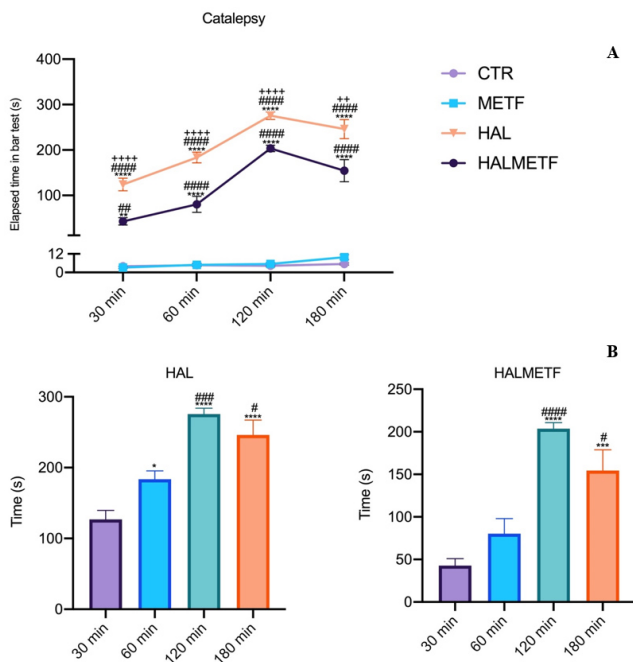 Catalepsy
A
Elapsed time in bar test (s)
400
300
200
100
12
0
++++
####
****
++++
####
****
++++
####
****
++
####
****
##
**
####
****
####
****
####
****
30 min
60 min
120 min
180 min
CTR
METF
HAL
HALMETF
B
HAL
Time (s)
300
200
100
0
*
###
****
#
****
30 min
60 min
120 min
180 min
HALMETF
Time (s)
250
200
150
100
50
0
####
****
#
***
30 min
60 min
120 min
180 min